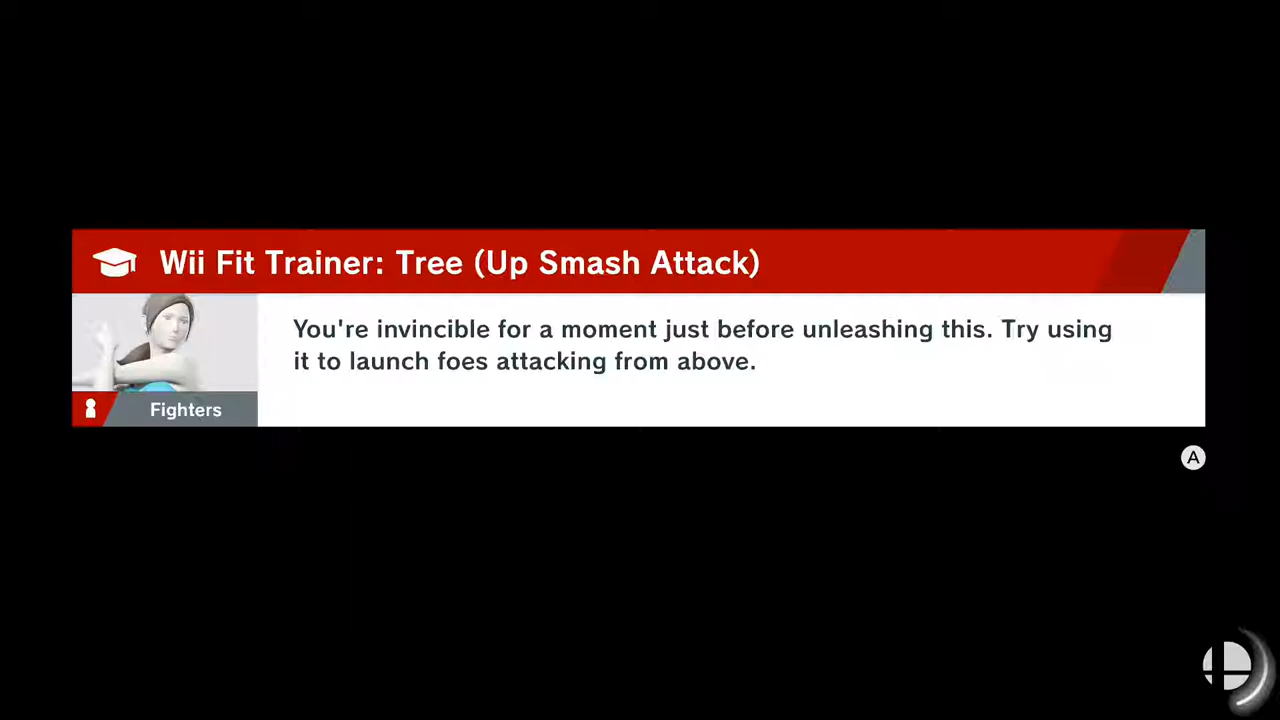 Wii Fit Trainer: Tree (Up Smash Attack)
You're invincible for a moment just before unleashing this. Try using
it to launch foes attacking from above.
Fighters
A